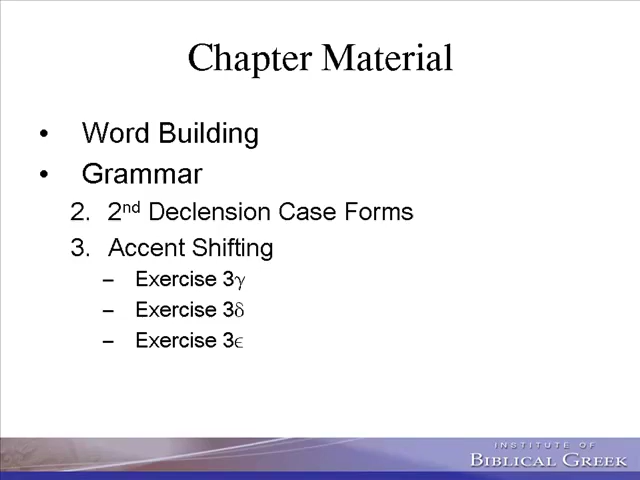 Chapter Material
• Word Building
• Grammar
2. 2nd Declension Case Forms
3. Accent Shifting
– Exercise 3γ
– Exercise 3δ
– Exercise 3ϵ
INSTITUTE OF
BIBLICAL GREEK